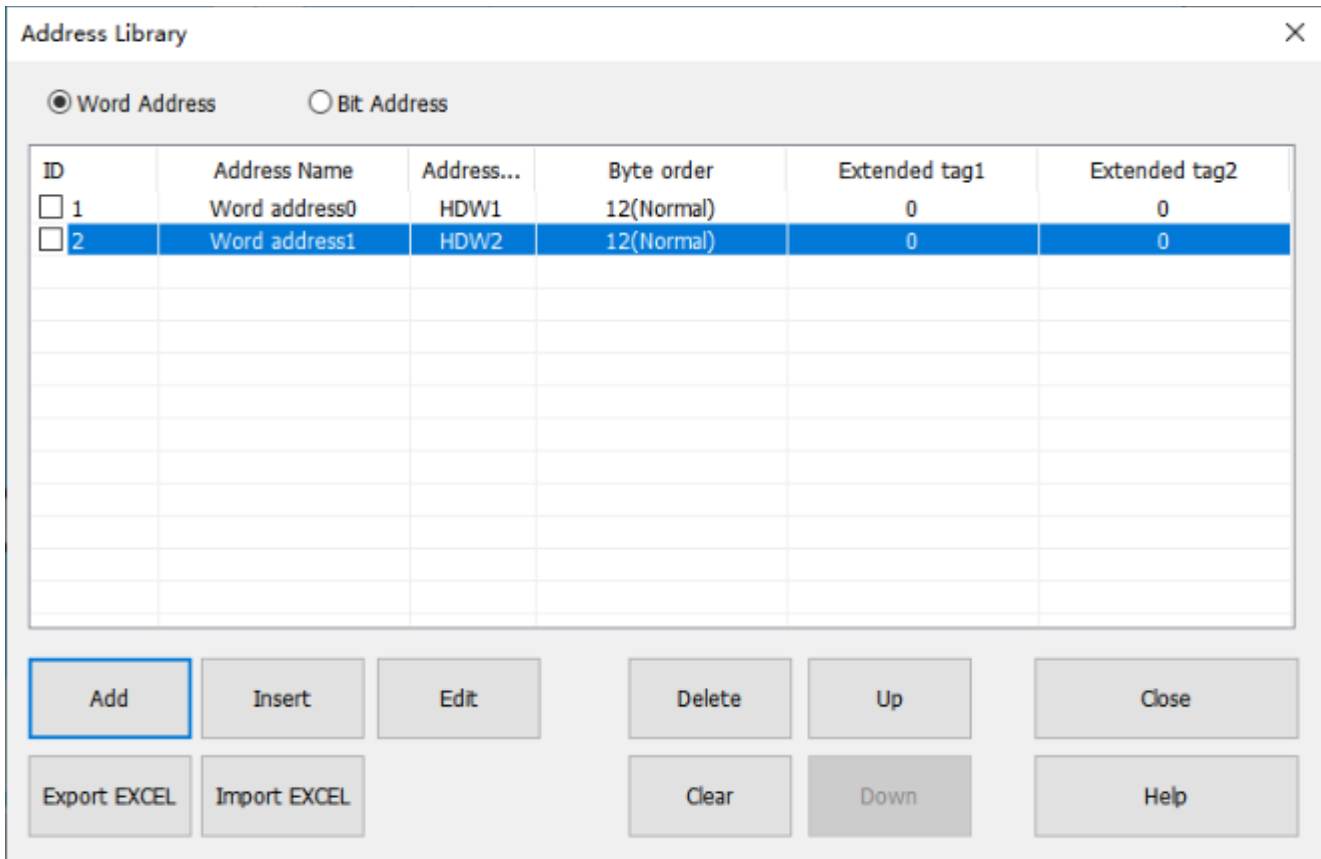 Address Library
Word Address Bit Address
ID Address Name Address... Byte order Extended tag1 Extended tag2
1 Word address0 HDW1 12(Normal) 0 0
2 Word address1 HDW2 12(Normal) 0 0
Add Insert Edit Delete Up Close
Export EXCEL Import EXCEL Clear Down Help